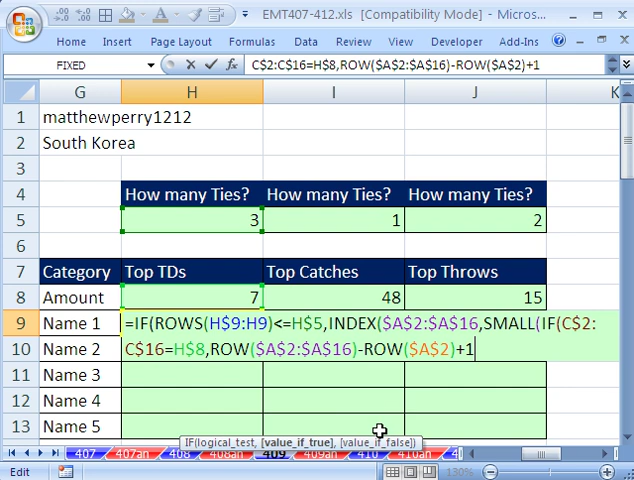 EMT407-412.xls [Compatibility Mode] - Micros...
Home Insert Page Layout Formulas Data Review View Developer Add-Ins
FIXED C$2:C$16=H$8,ROW($A$2:$A$16)-ROW($A$2)+1
G H I J K
1 matthewperry1212
2 South Korea
3
4 How many Ties? How many Ties? How many Ties?
5 3 1 2
6
7 Category Top TDs Top Catches Top Throws
8 Amount 7 48 15
9 Name 1 =IF(ROWS(H$9:H9)<=H$5,INDEX($A$2:$A$16,SMALL(IF(C$2:
10 Name 2 C$16=H$8,ROW($A$2:$A$16)-ROW($A$2)+1
11 Name 3
12 Name 4
13 Name 5
IF(logical_test, [value_if_true], [value_if_false])
407 407an 408 408an 409 409an 410 410an
Edit 130%